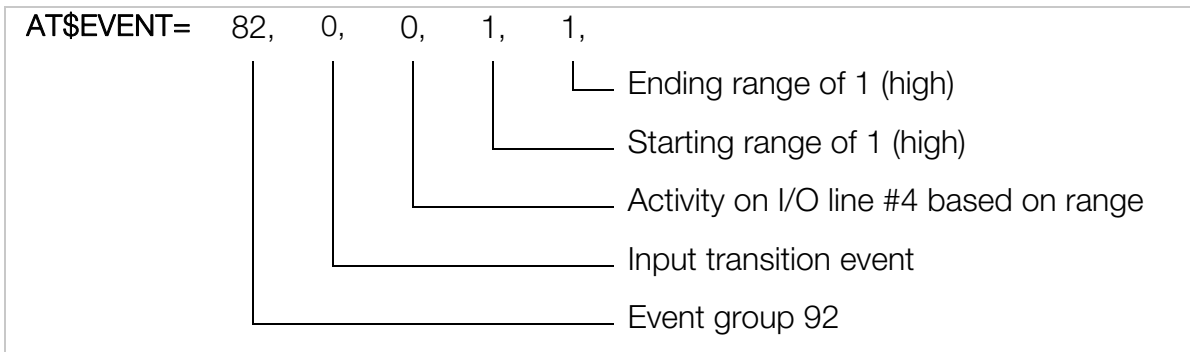 AT$EVENT= 82, 0, 0, 1, 1,
Ending range of 1 (high)
Starting range of 1 (high)
Activity on I/O line #4 based on range
Input transition event
Event group 92